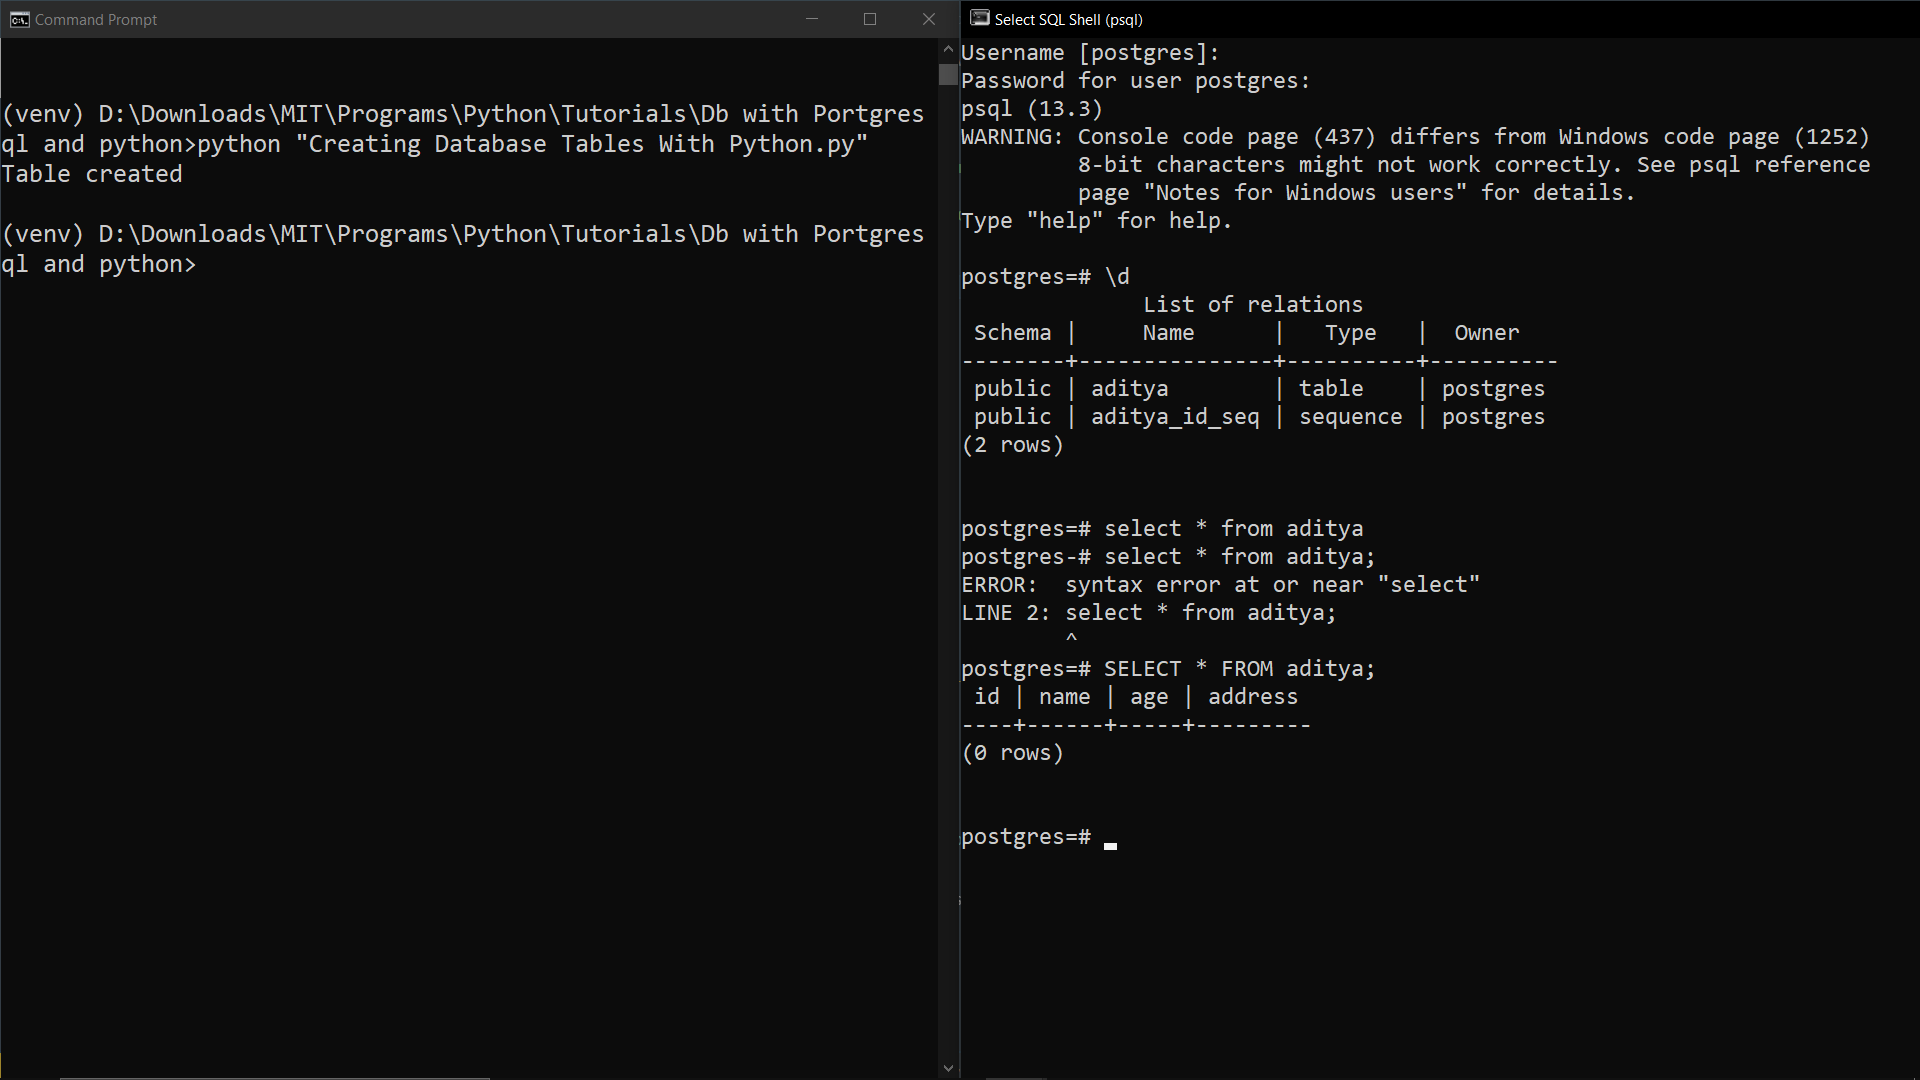 Command Prompt
(venv) D:\Downloads\MIT\Programs\Python\Tutorials\Db with Portgres
ql and python>python "Creating Database Tables With Python.py"
Table created
(venv) D:\Downloads\MIT\Programs\Python\Tutorials\Db with Portgres
ql and python>
Select SQL Shell (psql)
Username [postgres]:
Password for user postgres:
psql (13.3)
WARNING: Console code page (437) differs from Windows code page (1252)
         8-bit characters might not work correctly. See psql reference
         page "Notes for Windows users" for details.
Type "help" for help.
postgres=# \d
              List of relations
 Schema |     Name      |   Type   |  Owner
--------+---------------+----------+----------
 public | aditya        | table    | postgres
 public | aditya_id_seq | sequence | postgres
(2 rows)
postgres=# select * from aditya
postgres-# select * from aditya;
ERROR:  syntax error at or near "select"
LINE 2: select * from aditya;
        ^
postgres=# SELECT * FROM aditya;
 id | name | age | address
----+------+-----+---------
(0 rows)
postgres=#